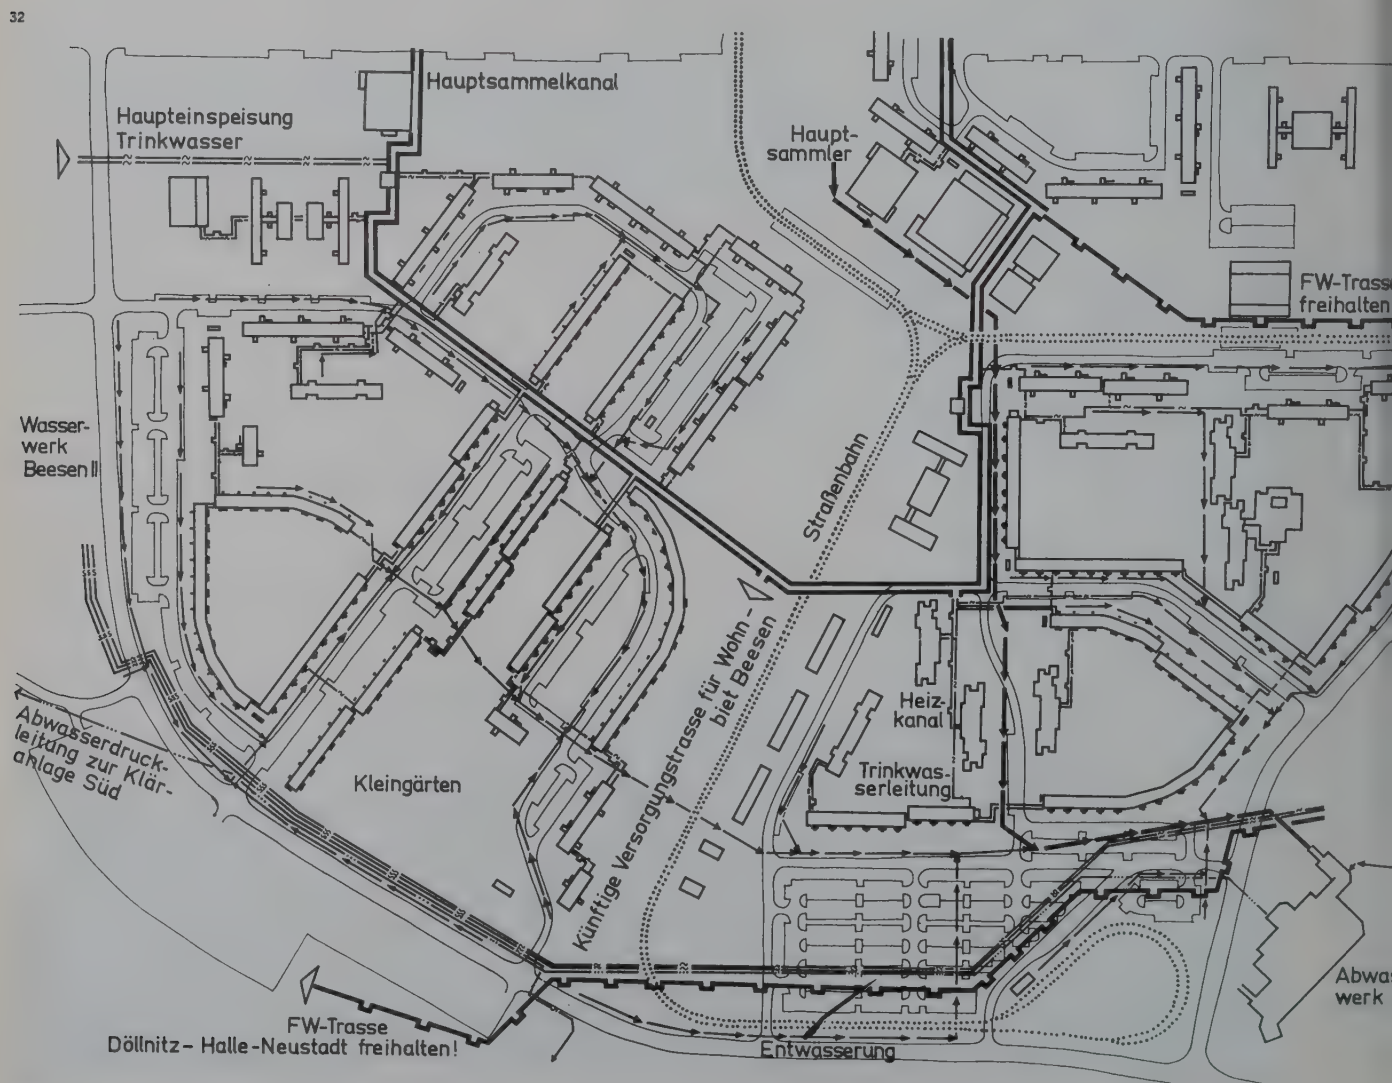 32
Hauptsammelkanal
Haupteinspeisung
Trinkwasser
Haupt-
sammler
FW-Trasse
freihalten
Wasser-
werk
Beesen II
Straßenbahn
Künftige Versorgungstrasse für Wohn-
biet Beesen
Heiz-
kanal
Trinkwas-
serleitung
Abwasserdruck-
leitung zur Klär-
anlage Süd
Kleingärten
Abwas
werk
FW-Trasse
Döllnitz-Halle-Neustadt freihalten!
Entwässerung